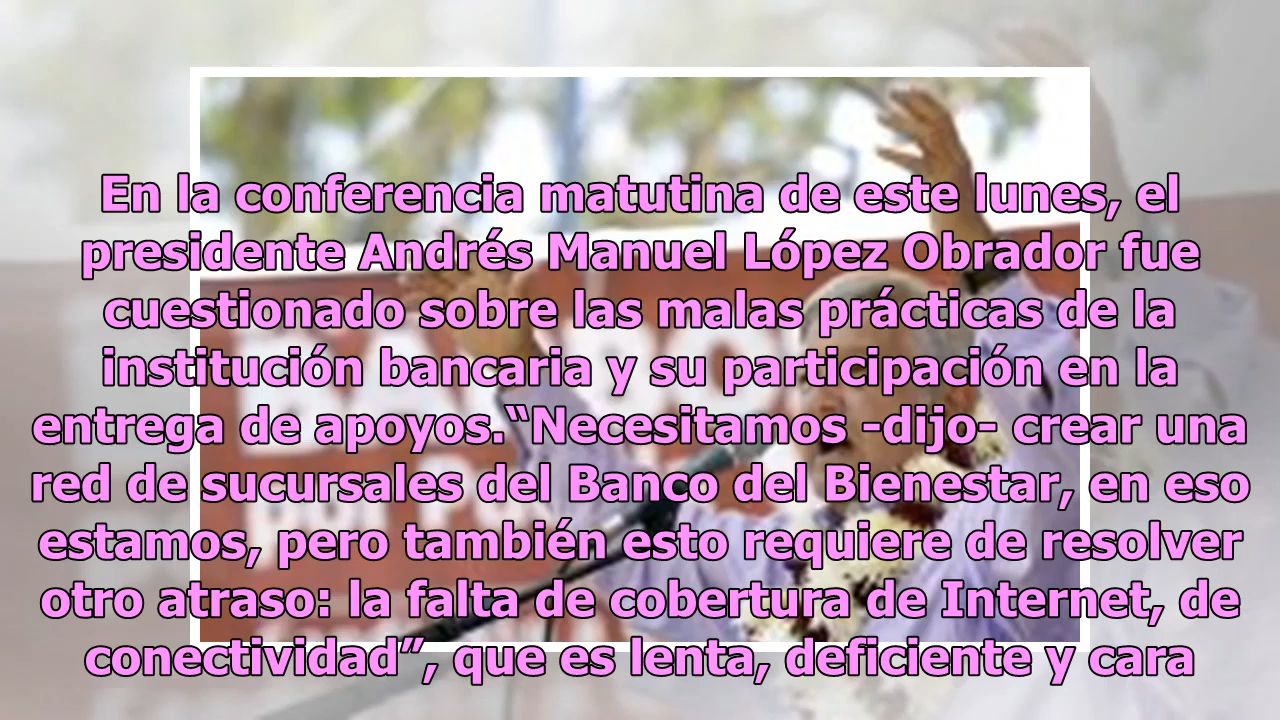 En la conferencia matutina de este lunes, el
presidente Andrés Manuel López Obrador fue
cuestionado sobre las malas prácticas de la
institución bancaria y su participación en la
entrega de apoyos.“Necesitamos -dijo- crear una
red de sucursales del Banco del Bienestar, en eso
estamos, pero también esto requiere de resolver
otro atraso: la falta de cobertura de Internet, de
conectividad”, que es lenta, deficiente y cara